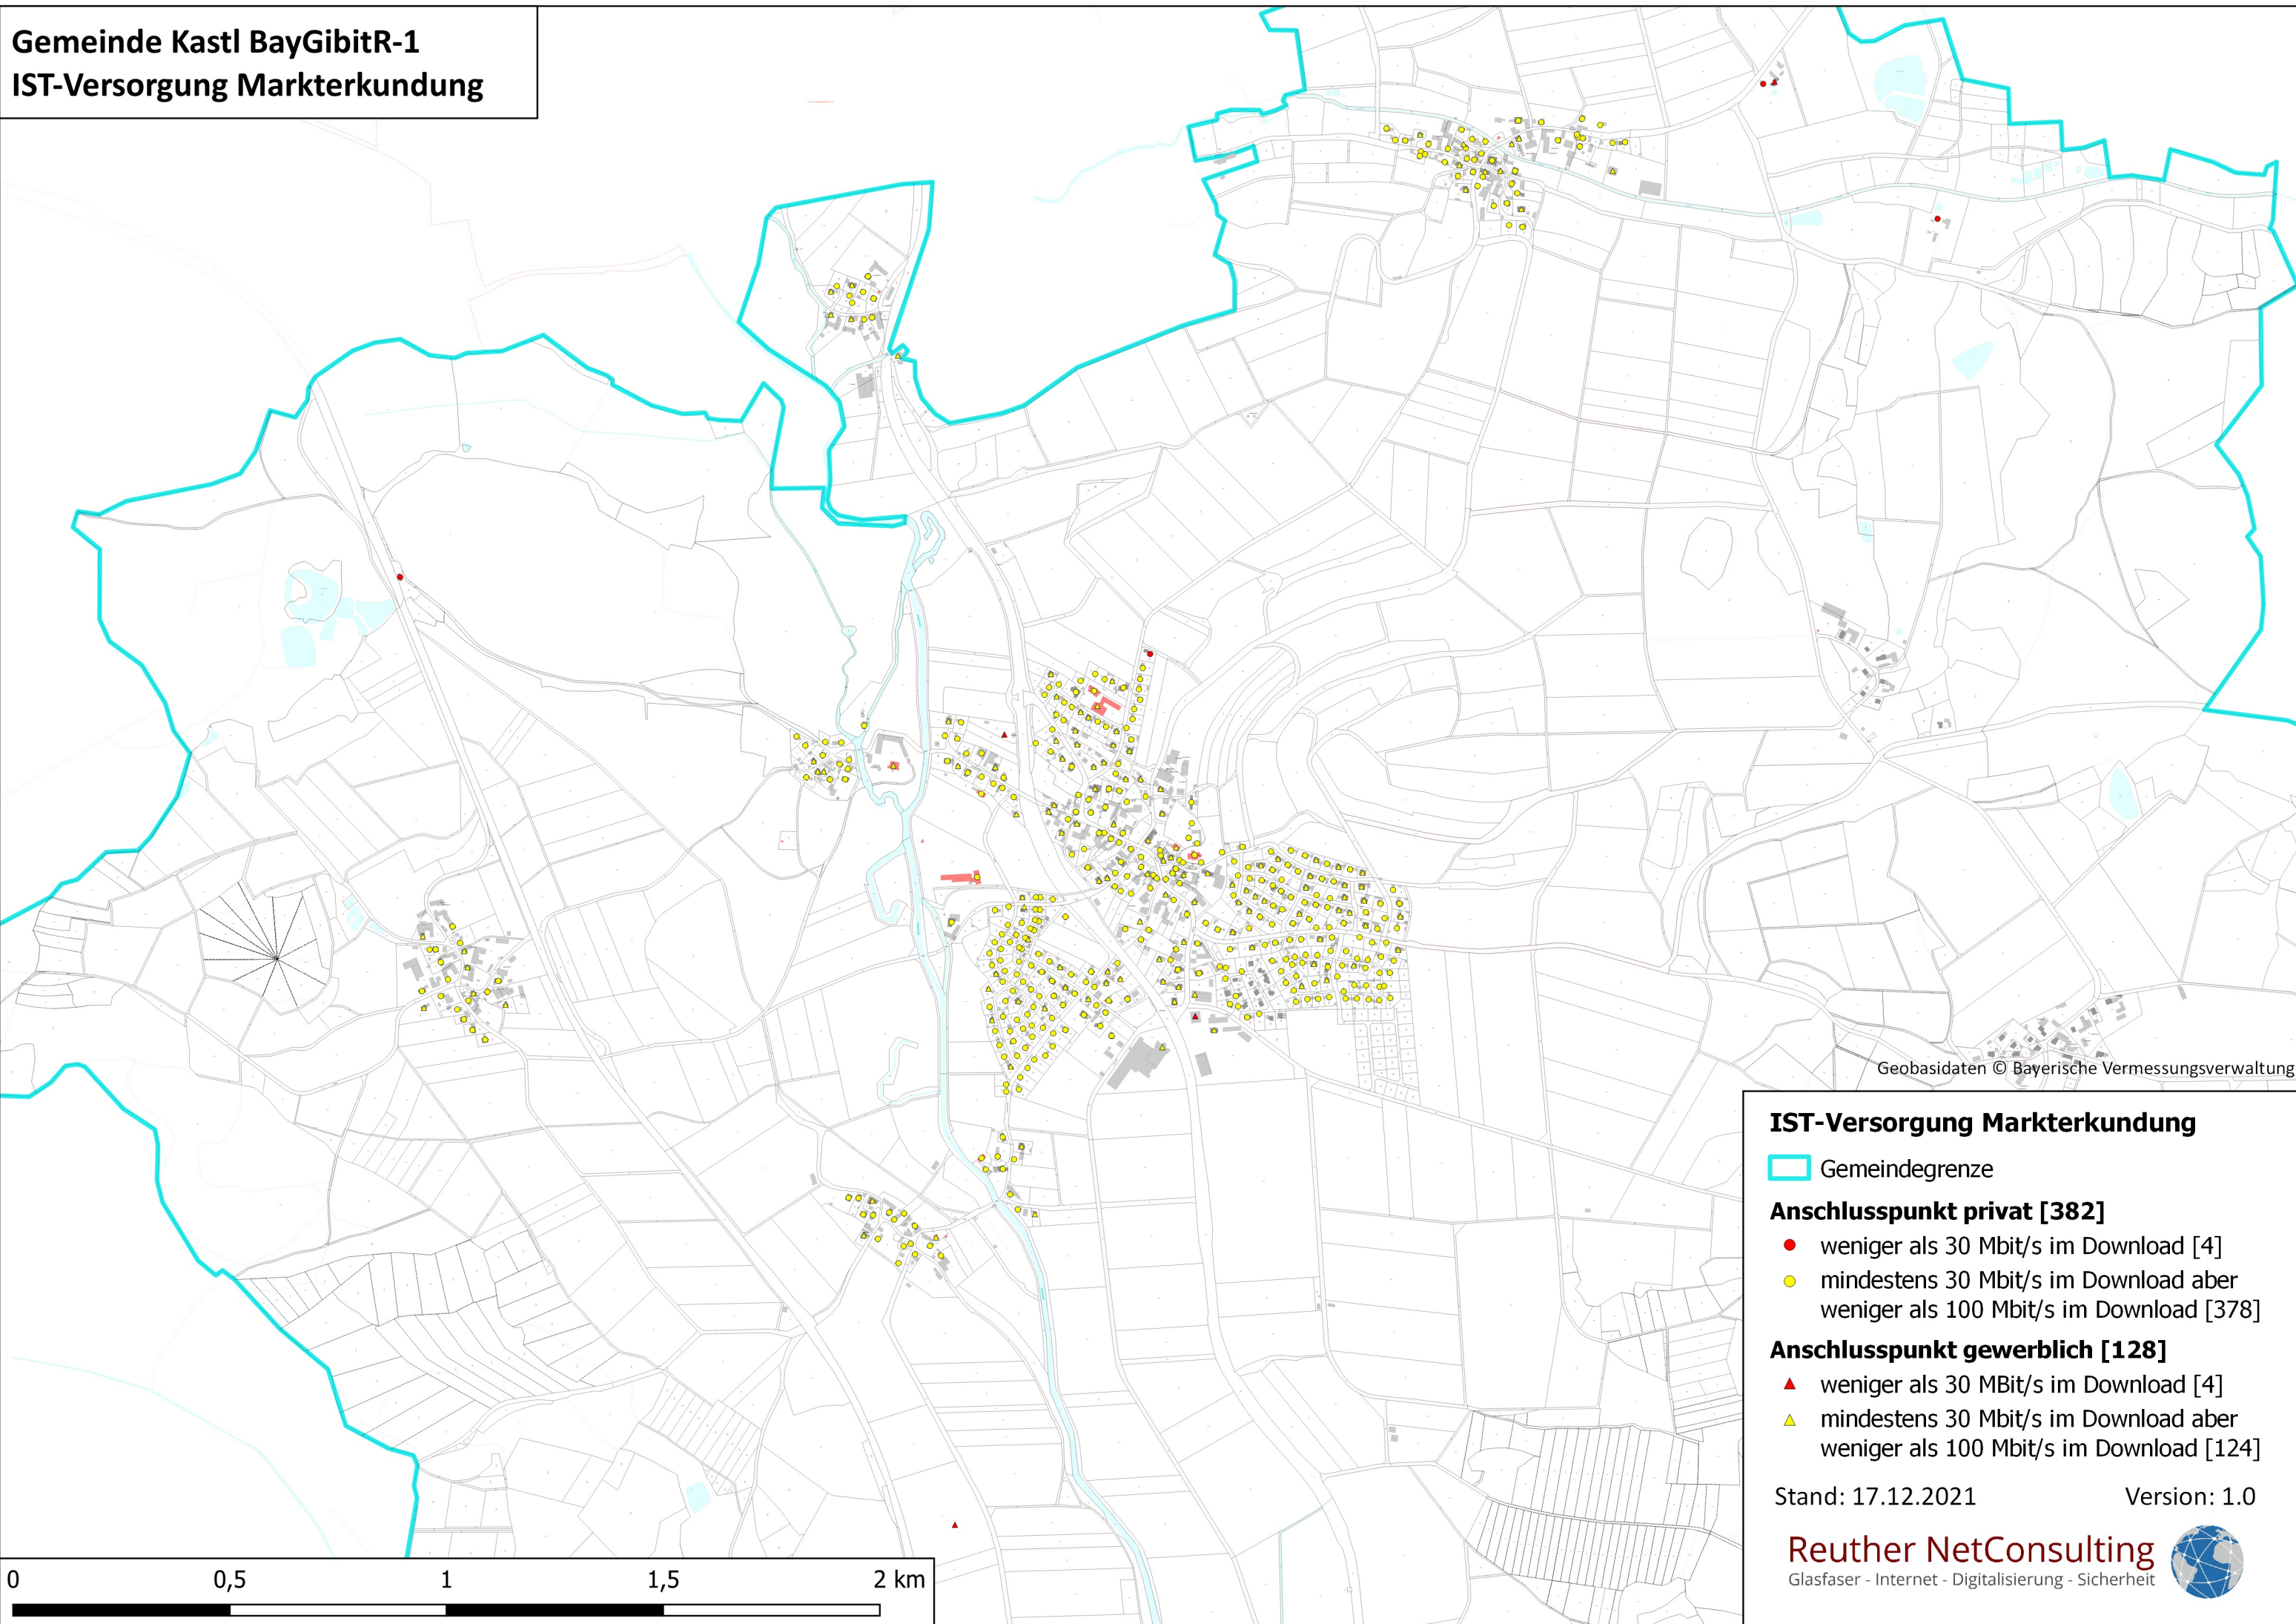 Gemeinde Kastl BayGibitR-1
IST-Versorgung Markterkundung
Geobasidaten © Bayerische Vermessungsverwaltung
IST-Versorgung Markterkundung
Gemeindegrenze
Anschlusspunkt privat [382]
weniger als 30 Mbit/s im Download [4]
mindestens 30 Mbit/s im Download aber
weniger als 100 Mbit/s im Download [378]
Anschlusspunkt gewerblich [128]
weniger als 30 MBit/s im Download [4]
mindestens 30 Mbit/s im Download aber
weniger als 100 Mbit/s im Download [124]
Stand: 17.12.2021 Version: 1.0
Reuther NetConsulting
Glasfaser - Internet - Digitalisierung - Sicherheit
0 0,5 1 1,5 2 km